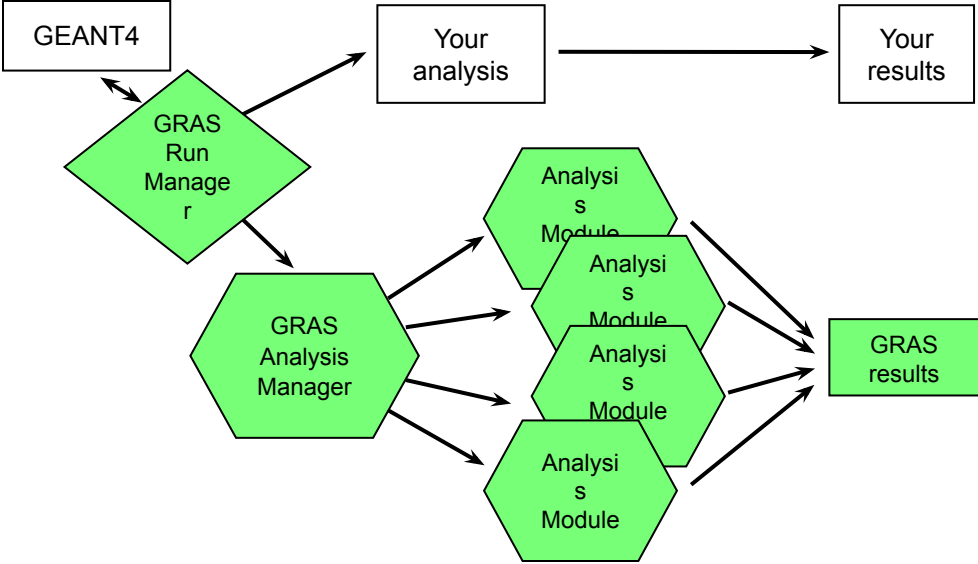 GEANT4
Your
analysis
Your
results
GRAS
Run
Manage
r
Analysi
s
Module
Analysi
s
Module
GRAS
Analysis
Manager
Analysi
s
Module
GRAS
results
Analysi
s
Module